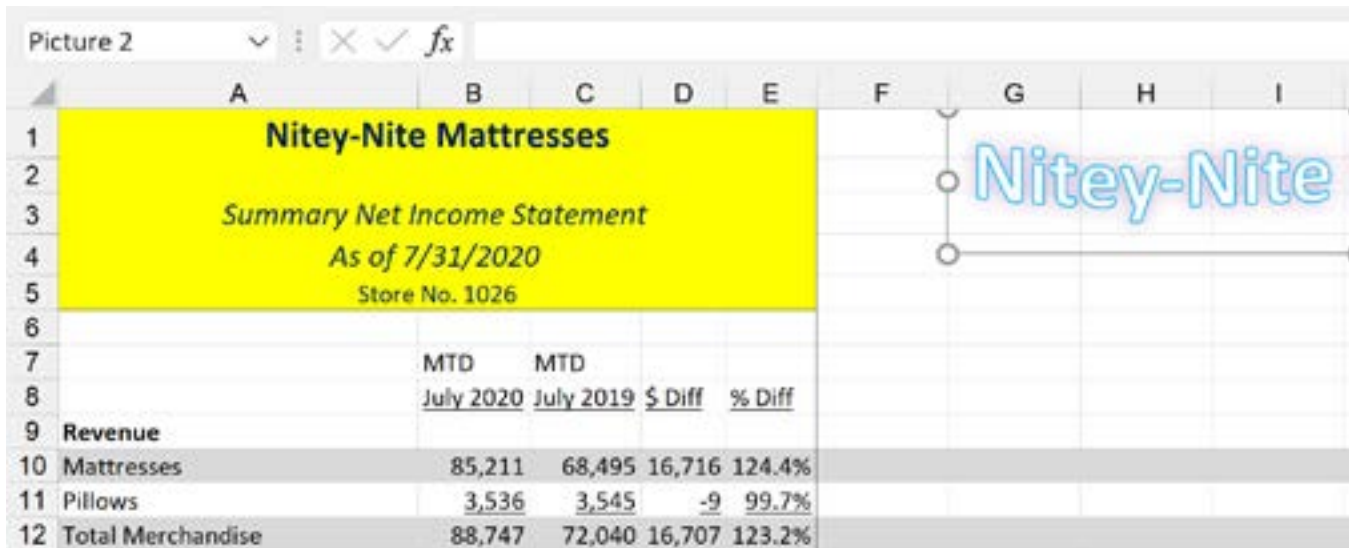 Picture 2 fx
A B C D E F G H I
1 Nitey-Nite Mattresses Nitey-Nite
2
3 Summary Net Income Statement
4 As of 7/31/2020
5 Store No. 1026
6
7 MTD MTD
8 July 2020 July 2019 $ Diff % Diff
9 Revenue
10 Mattresses 85,211 68,495 16,716 124.4%
11 Pillows 3,536 3,545 -9 99.7%
12 Total Merchandise 88,747 72,040 16,707 123.2%